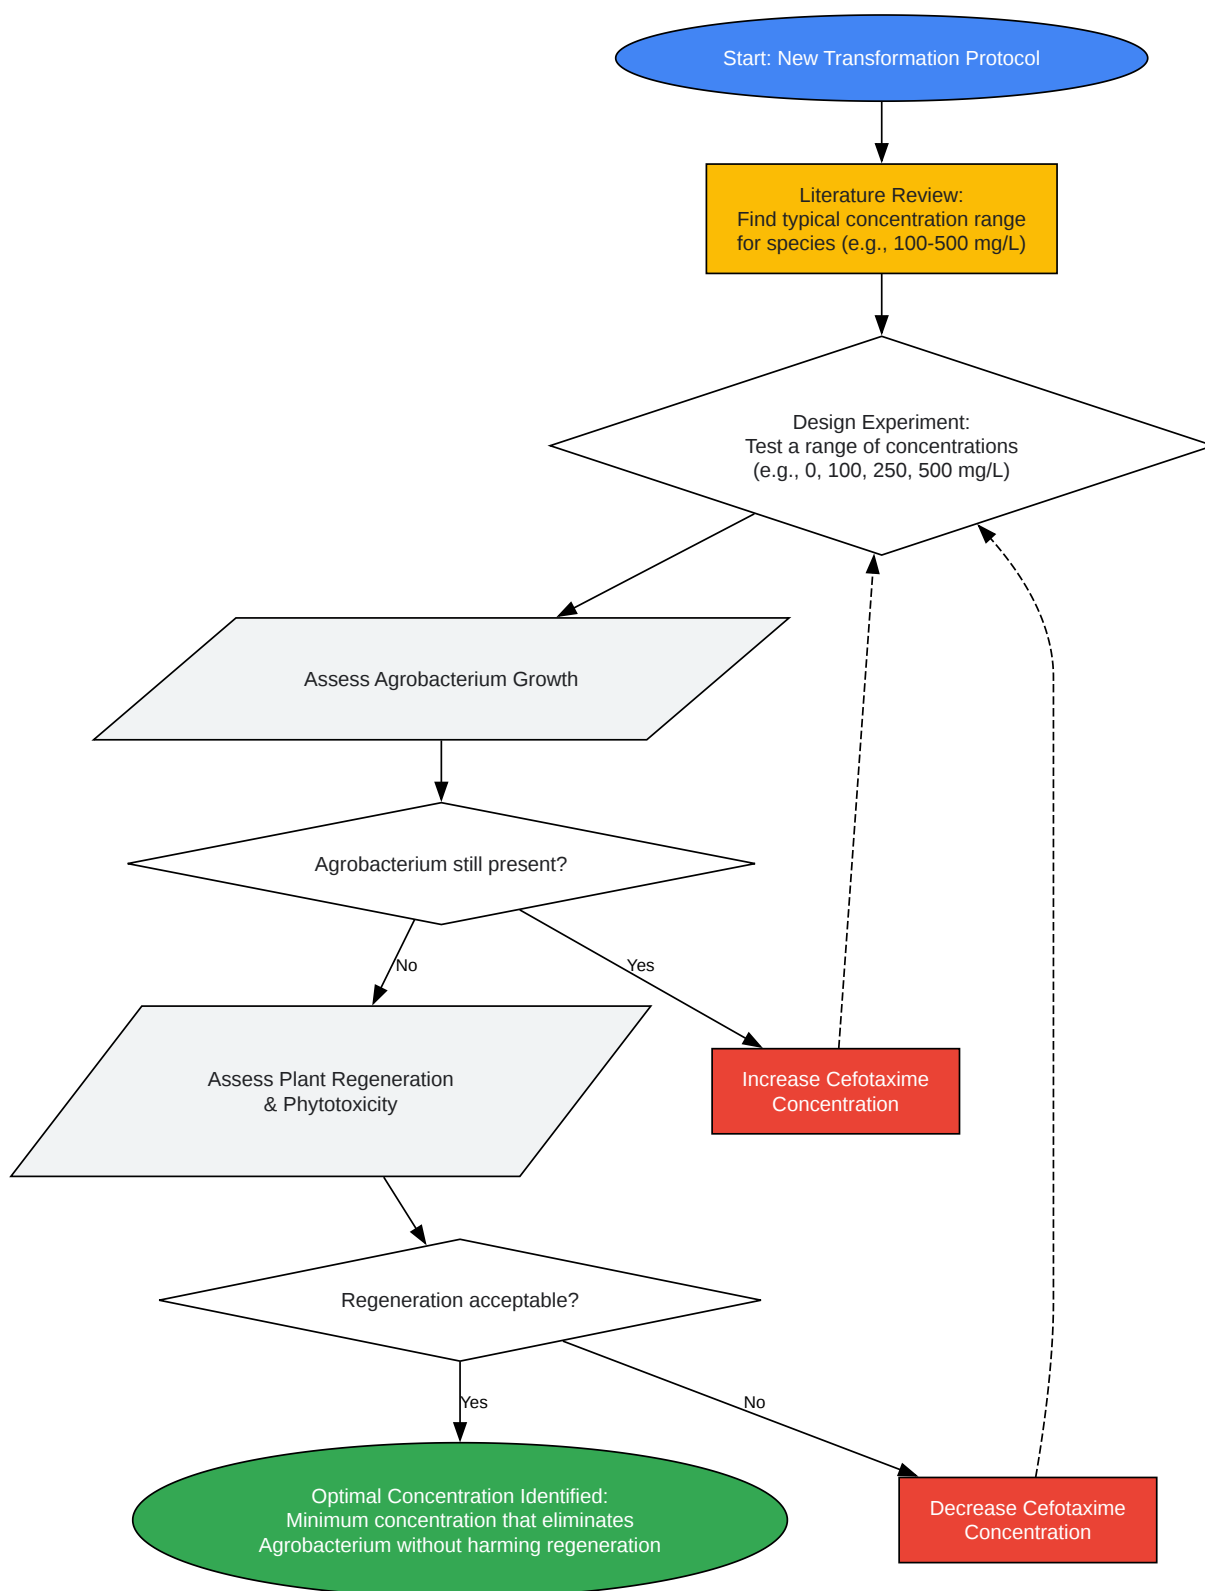 Start: New Transformation Protocol
Literature Review:
Find typical concentration range
for species (e.g., 100-500 mg/L)
Design Experiment:
Test a range of concentrations
(e.g., 0, 100, 250, 500 mg/L)
Assess Agrobacterium Growth
Agrobacterium still present?
No
Yes
Assess Plant Regeneration
& Phytotoxicity
Increase Cefotaxime
Concentration
Regeneration acceptable?
Yes
No
Optimal Concentration Identified:
Minimum concentration that eliminates
Agrobacterium without harming regeneration
Decrease Cefotaxime
Concentration